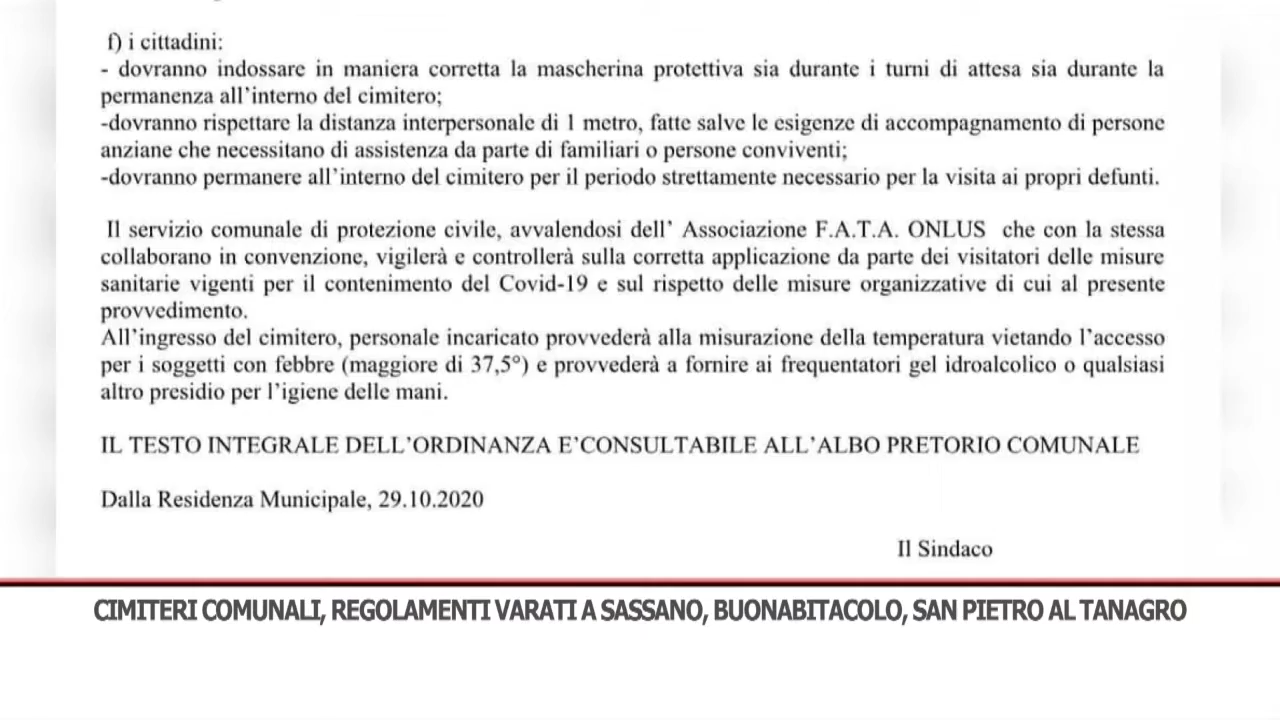 f) i cittadini:
- dovranno indossare in maniera corretta la mascherina protettiva sia durante i turni di attesa sia durante la
permanenza all'interno del cimitero;
-dovranno rispettare la distanza interpersonale di 1 metro, fatte salve le esigenze di accompagnamento di persone
anziane che necessitano di assistenza da parte di familiari o persone conviventi;
-dovranno permanere all'interno del cimitero per il periodo strettamente necessario per la visita ai propri defunti.
Il servizio comunale di protezione civile, avvalendosi dell' Associazione F.A.T.A. ONLUS che con la stessa
collaborano in convenzione, vigilerà e controllerà sulla corretta applicazione da parte dei visitatori delle misure
sanitarie vigenti per il contenimento del Covid-19 e sul rispetto delle misure organizzative di cui al presente
provvedimento.
All'ingresso del cimitero, personale incaricato provvederà alla misurazione della temperatura vietando l'accesso
per i soggetti con febbre (maggiore di 37,5°) e provvederà a fornire ai frequentatori gel idroalcolico o qualsiasi
altro presidio per l'igiene delle mani.
IL TESTO INTEGRALE DELL'ORDINANZA E'CONSULTABILE ALL'ALBO PRETORIO COMUNALE
Dalla Residenza Municipale, 29.10.2020
Il Sindaco
CIMITERI COMUNALI, REGOLAMENTI VARATI A SASSANO, BUONABITACOLO, SAN PIETRO AL TANAGRO